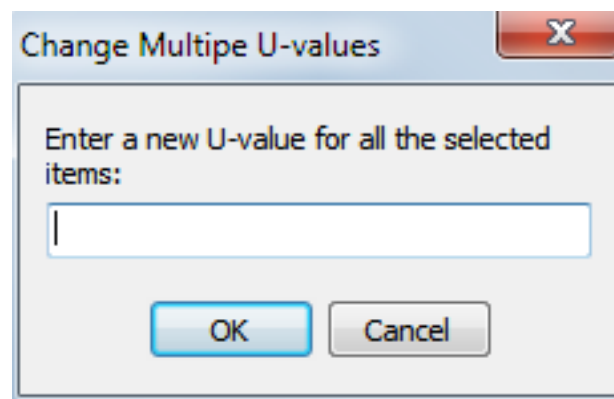 Change Multipe U-values
Enter a new U-value for all the selected
items:
OK
Cancel